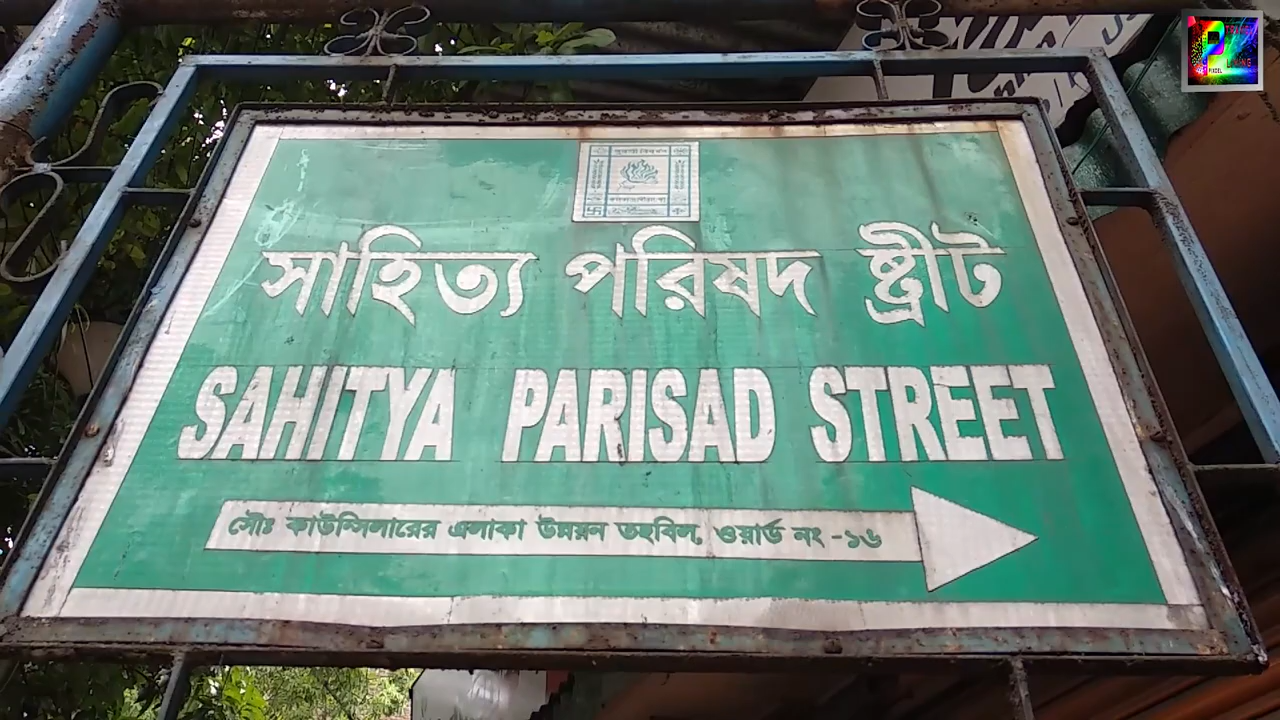 সাহিত্য পরিষদ ষ্ট্রীট
SAHITYA PARISAD STREET
সৌঃ কাউন্সিলারের এলাকা উন্নয়ন তহবিল, ওয়ার্ড নং -১৬